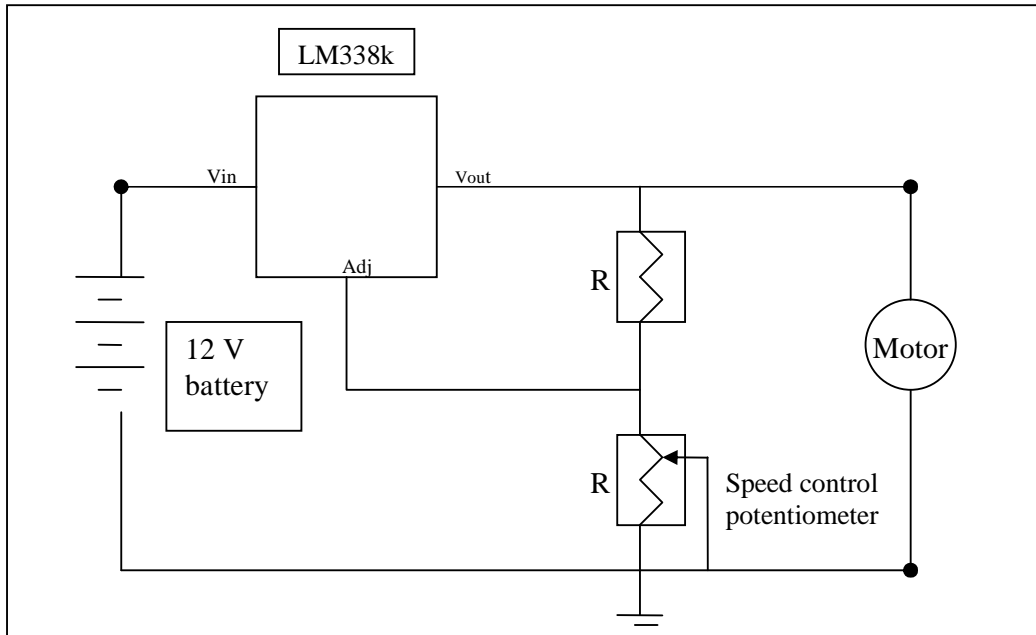 LM338k
Vin
Vout
Adj
R
12 V
battery
Motor
R
Speed control
potentiometer